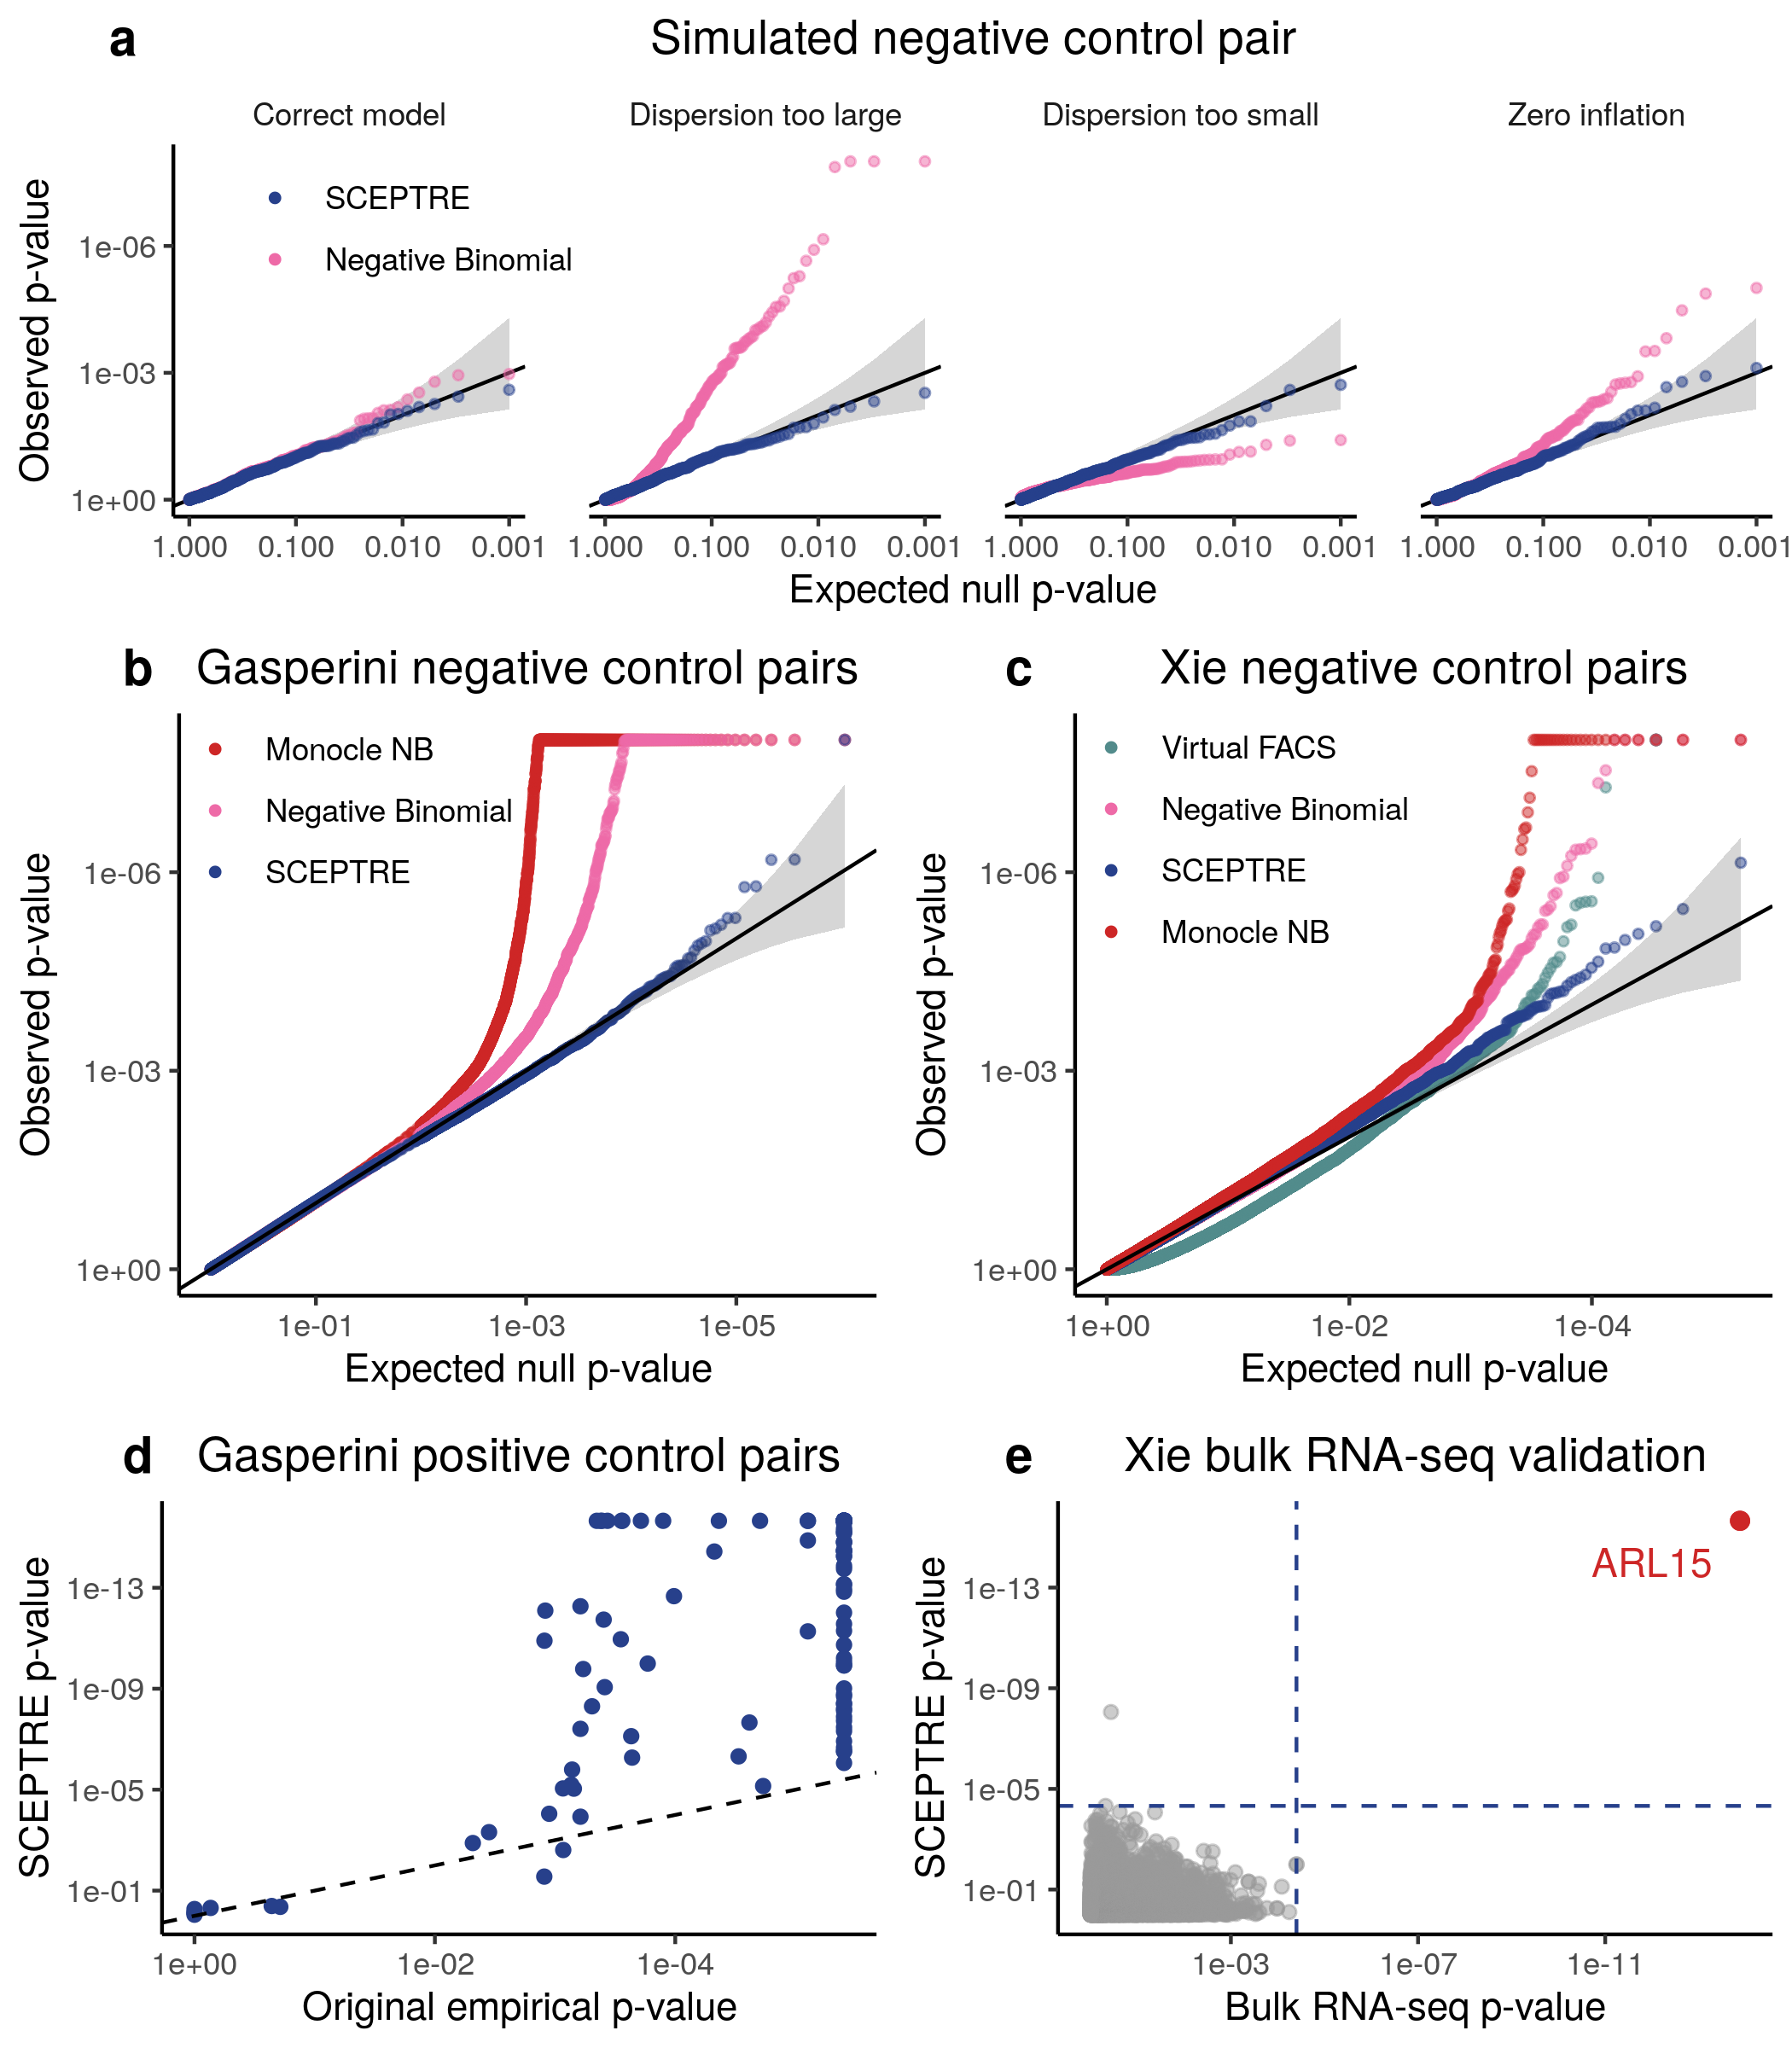 a
Simulated negative control pair
Correct model
Dispersion too large
Dispersion too small
Zero inflation
SCEPTRE
Negative Binomial
Observed p-value
1e-06
1e-03
1e+00
1.000 0.100 0.010 0.001
1.000 0.100 0.010 0.001
1.000 0.100 0.010 0.001
1.000 0.100 0.010 0.001
Expected null p-value
b
Gasperini negative control pairs
Monocle NB
Negative Binomial
SCEPTRE
Observed p-value
1e-06
1e-03
1e+00
1e-01 1e-03 1e-05
Expected null p-value
c
Xie negative control pairs
Virtual FACS
Negative Binomial
SCEPTRE
Monocle NB
Observed p-value
1e-06
1e-03
1e+00
1e+00 1e-02 1e-04
Expected null p-value
d
Gasperini positive control pairs
SCEPTRE p-value
1e-13
1e-09
1e-05
1e-01
1e+00 1e-02 1e-04
Original empirical p-value
e
Xie bulk RNA-seq validation
ARL15
SCEPTRE p-value
1e-13
1e-09
1e-05
1e-01
1e-03 1e-07 1e-11
Bulk RNA-seq p-value